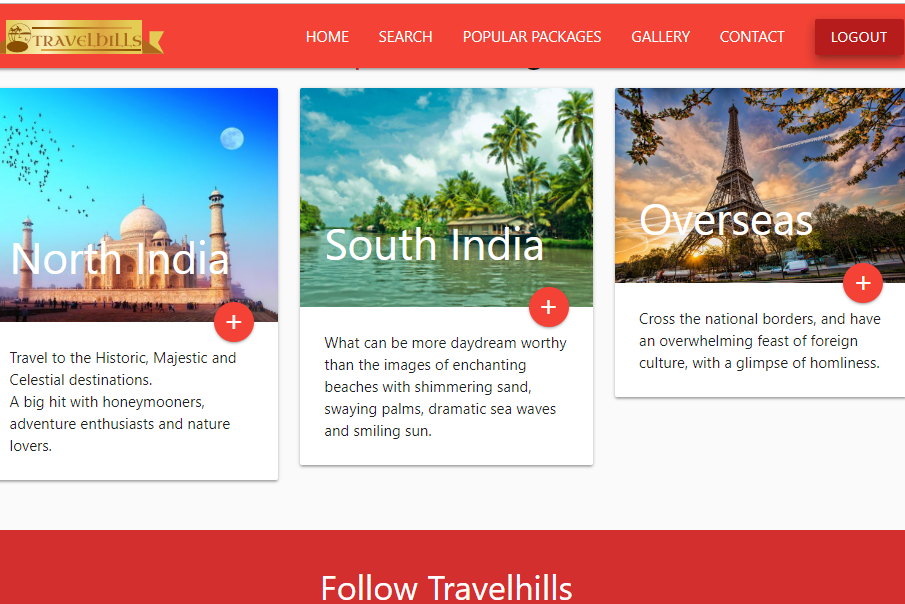 TRAVELHILLS
HOME
SEARCH
POPULAR PACKAGES
GALLERY
CONTACT
LOGOUT
North India
+
Travel to the Historic, Majestic and
Celestial destinations.
A big hit with honeymooners,
adventure enthusiasts and nature
lovers.
South India
+
What can be more daydream worthy
than the images of enchanting
beaches with shimmering sand,
swaying palms, dramatic sea waves
and smiling sun.
Overseas
+
Cross the national borders, and have
an overwhelming feast of foreign
culture, with a glimpse of homliness.
Follow Travelhills